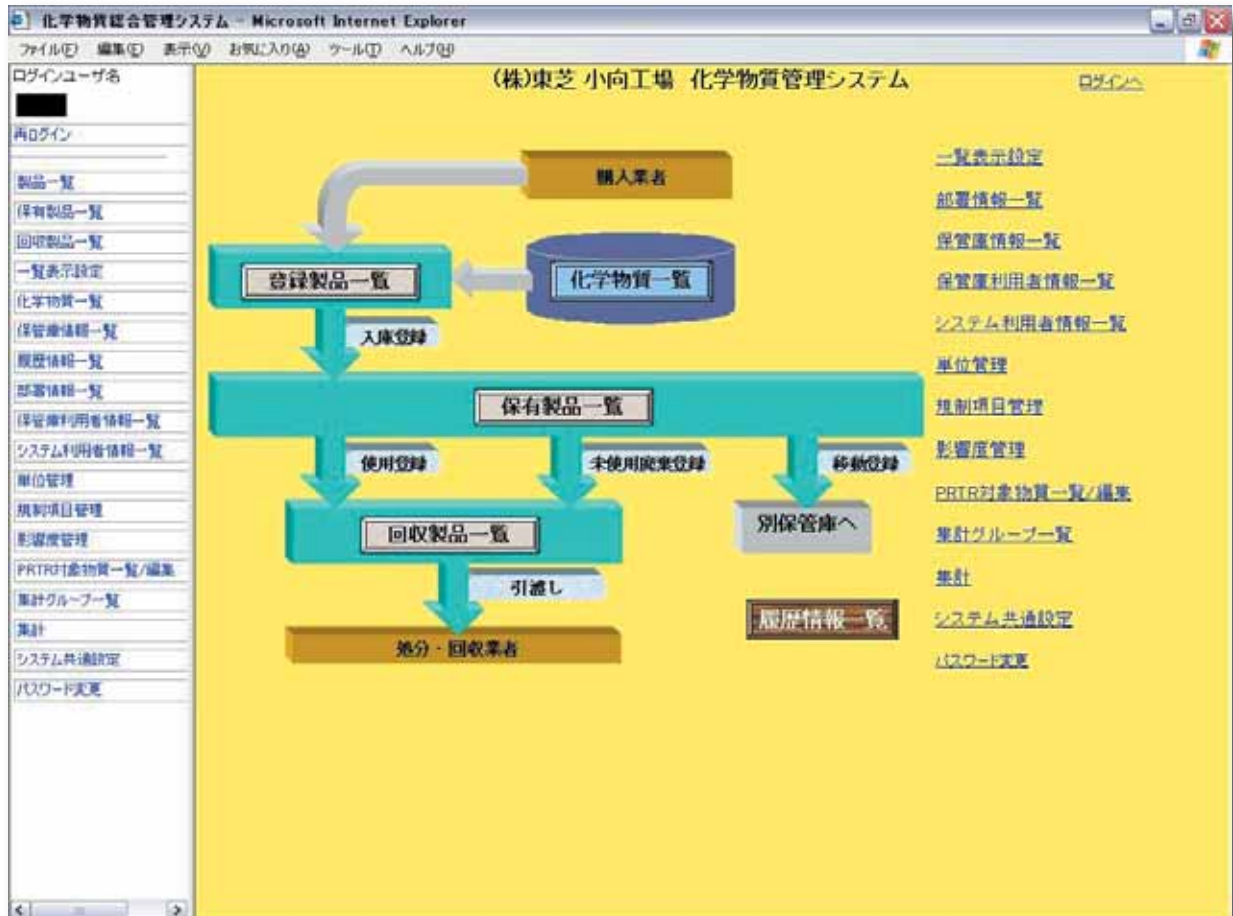 化学物質総合管理システム - Microsoft Internet Explorer
ファイル(F) 編集(E) 表示(V) お気に入り(A) ツール(T) ヘルプ(H)
ログインユーザ名
再ログイン
製品一覧
保有製品一覧
回収製品一覧
一覧表示設定
化学物質一覧
保管庫情報一覧
履歴情報一覧
部署情報一覧
保管庫利用者情報一覧
システム利用者情報一覧
単位管理
規制項目管理
影響度管理
PRTR対象物質一覧/編集
集計グループ一覧
集計
システム共通設定
パスワード変更
(株)東芝 小向工場 化学物質管理システム
ログインへ
購入業者
登録製品一覧
化学物質一覧
入庫登録
保有製品一覧
使用登録
未使用廃棄登録
移動登録
回収製品一覧
別保管庫へ
引渡し
履歴情報一覧
処分・回収業者
一覧表示設定
部署情報一覧
保管庫情報一覧
保管庫利用者情報一覧
システム利用者情報一覧
単位管理
規制項目管理
影響度管理
PRTR対象物質一覧/編集
集計グループ一覧
集計
システム共通設定
パスワード変更